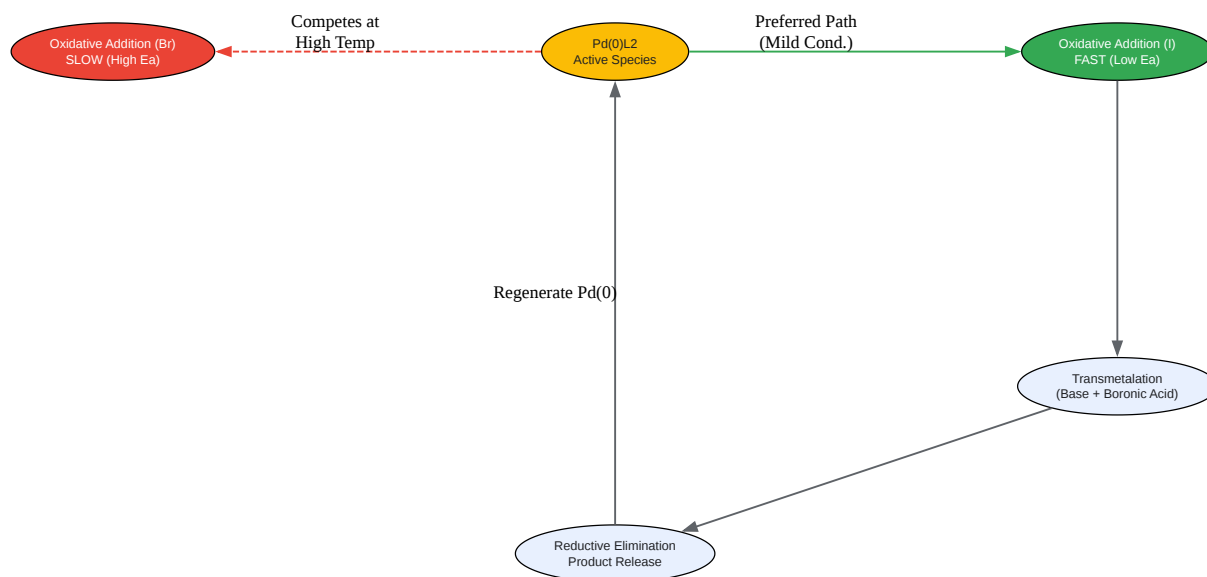 Competes at
High Temp
Preferred Path
(Mild Cond.)
Oxidative Addition (Br)
SLOW (High Ea)
Pd(0)L2
Active Species
Oxidative Addition (I)
FAST (Low Ea)
Regenerate Pd(0)
Transmetalation
(Base + Boronic Acid)
Reductive Elimination
Product Release